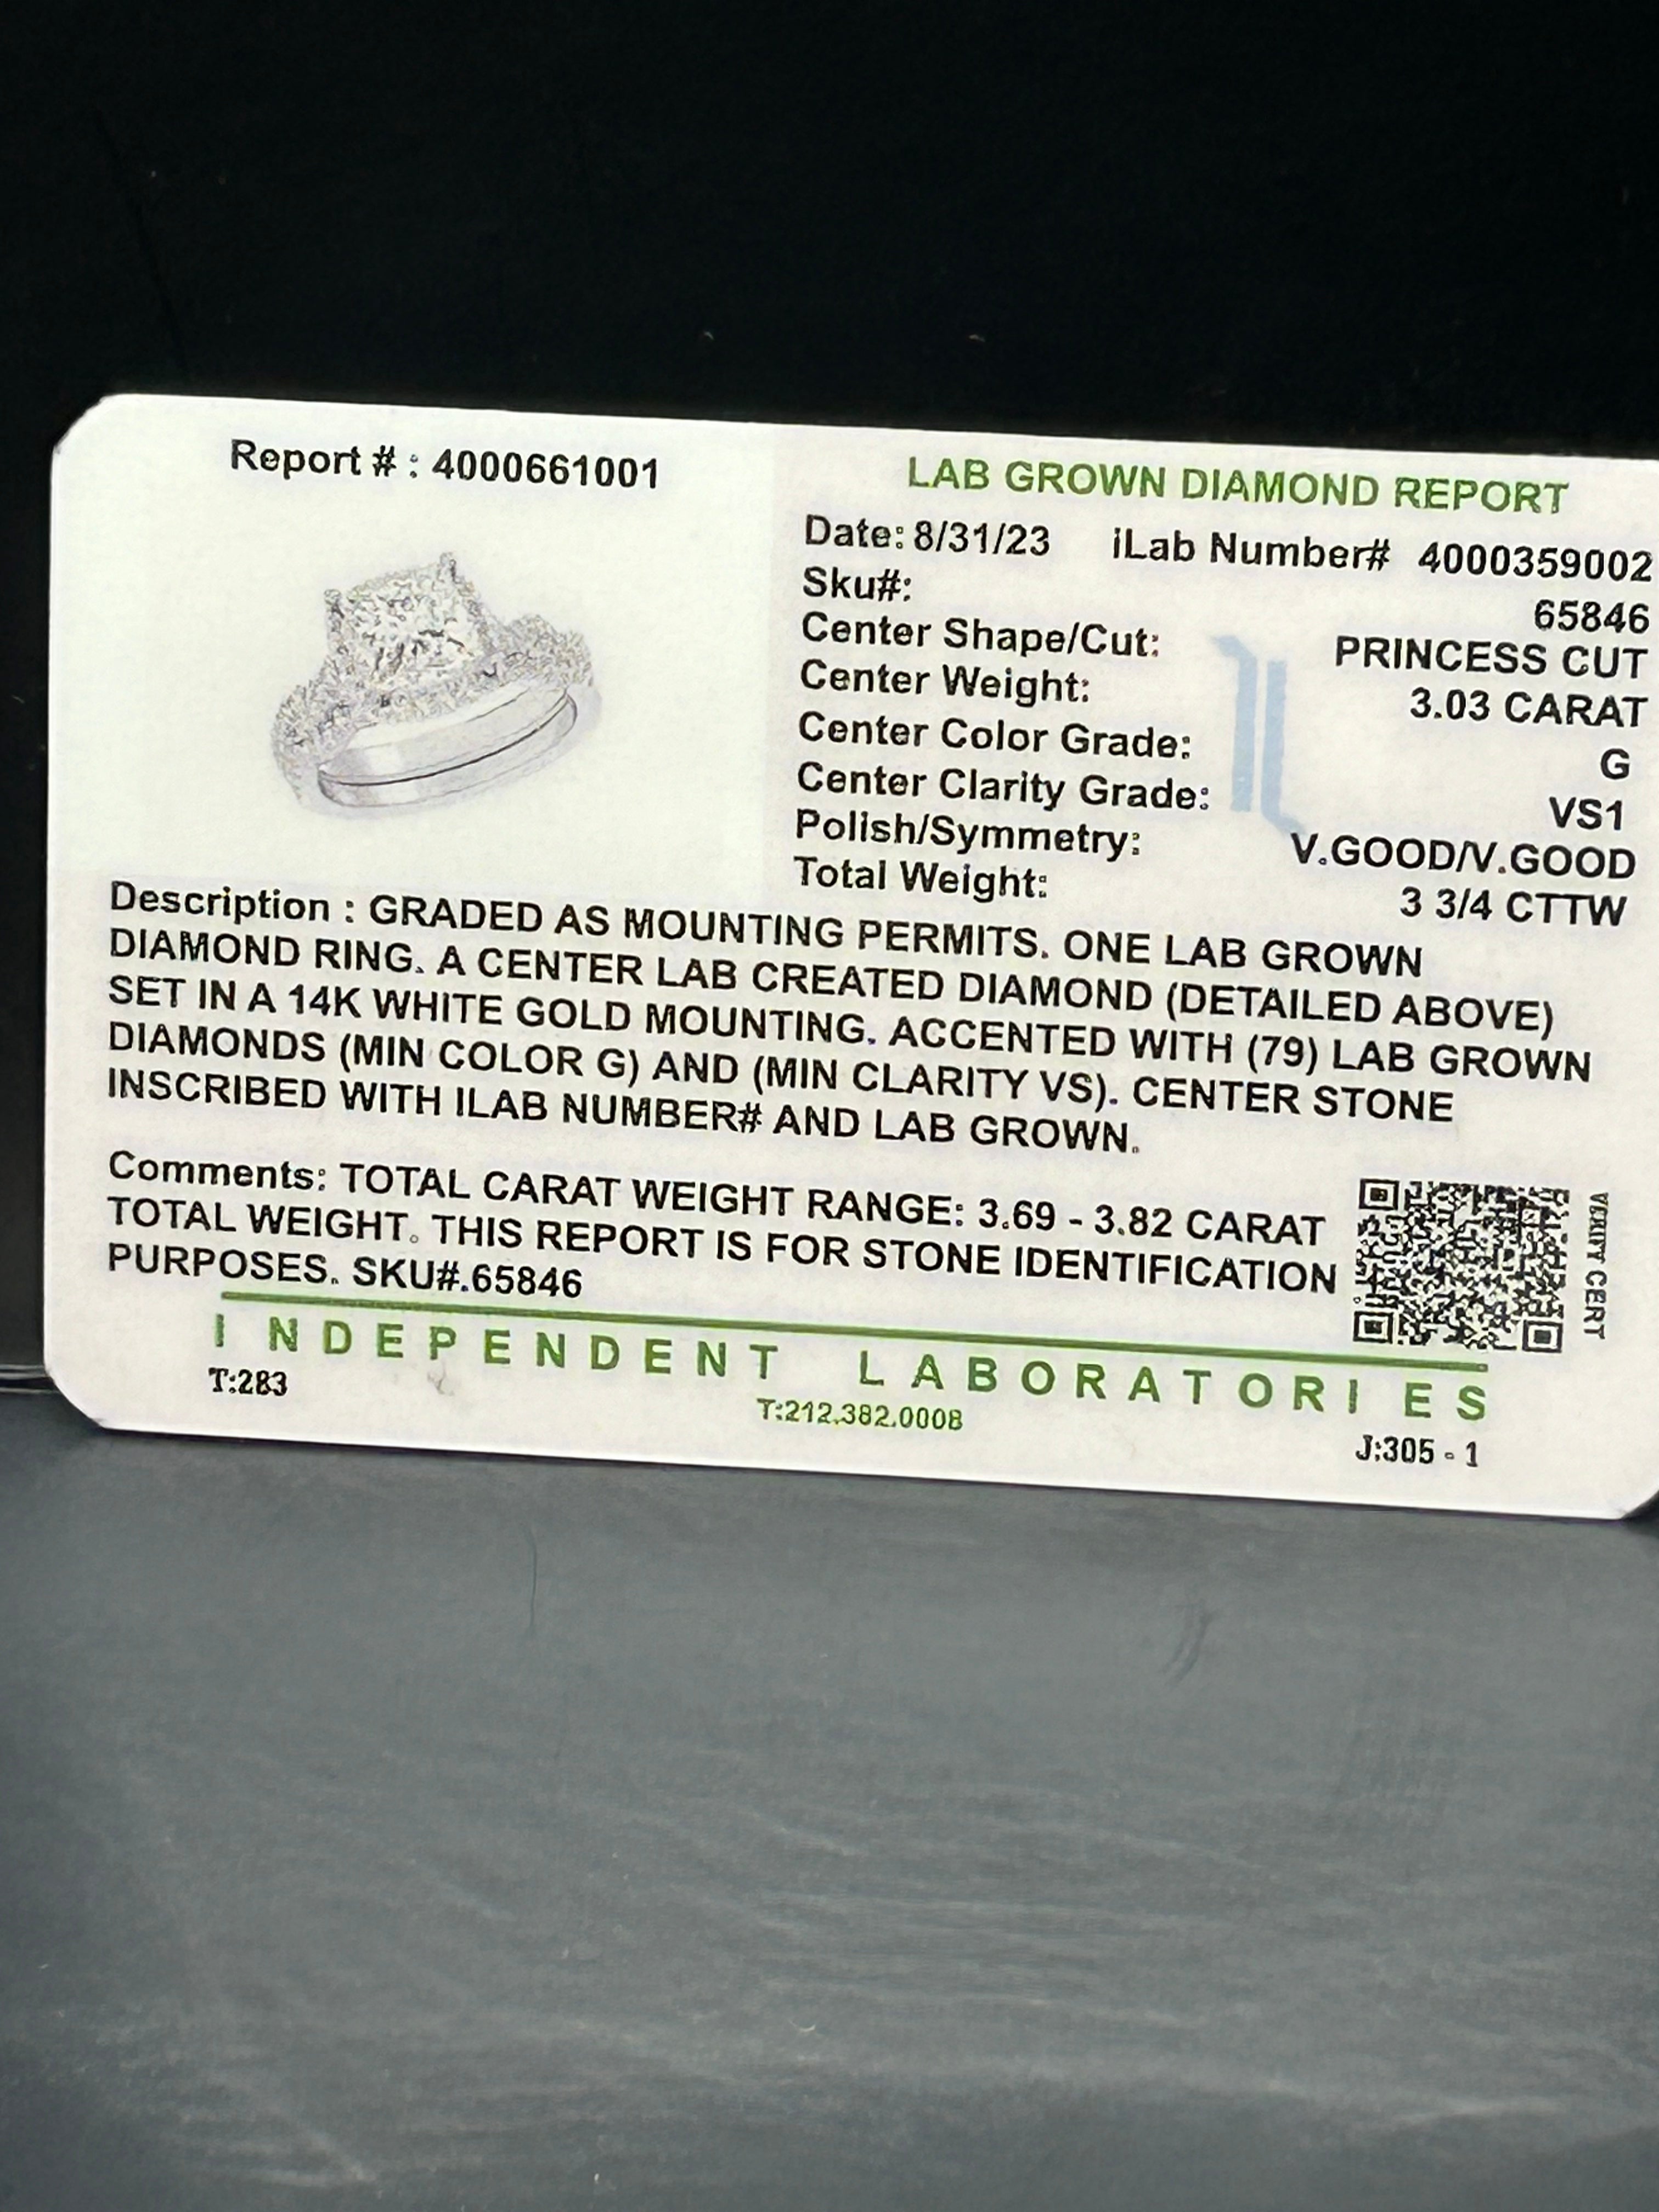 Report # : 4000661001
LAB GROWN DIAMOND REPORT
Date: 8/31/23 iLab Number# 4000359002
Sku#: 65846
Center Shape/Cut: PRINCESS CUT
Center Weight: 3.03 CARAT
Center Color Grade: G
Center Clarity Grade: VS1
Polish/Symmetry: V.GOOD/V.GOOD
Total Weight: 3 3/4 CTTW
Description : GRADED AS MOUNTING PERMITS. ONE LAB GROWN
DIAMOND RING. A CENTER LAB CREATED DIAMOND (DETAILED ABOVE)
SET IN A 14K WHITE GOLD MOUNTING. ACCENTED WITH (79) LAB GROWN
DIAMONDS (MIN COLOR G) AND (MIN CLARITY VS). CENTER STONE
INSCRIBED WITH ILAB NUMBER# AND LAB GROWN.
Comments: TOTAL CARAT WEIGHT RANGE: 3.69 - 3.82 CARAT
TOTAL WEIGHT. THIS REPORT IS FOR STONE IDENTIFICATION
PURPOSES. SKU#.65846
VERIFY CERT
INDEPENDENT LABORATORIES
T:283
T:212.382.0008
J:305 - 1